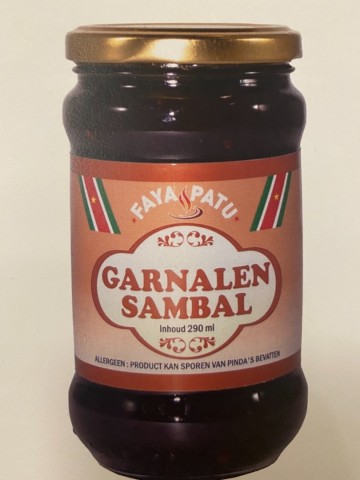 FAYA PATU
GARNALEN
SAMBAL
Inhoud 290 ml
ALLERGEEN : PRODUCT KAN SPOREN VAN PINDA'S BEVATTEN